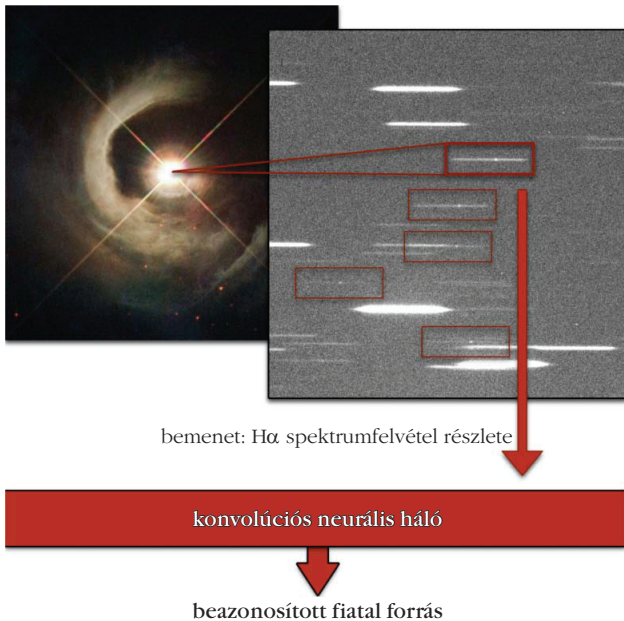 bemenet: Hα spektrumfelvétel részlete
konvolúciós neurális háló
beazonosított fiatal forrás